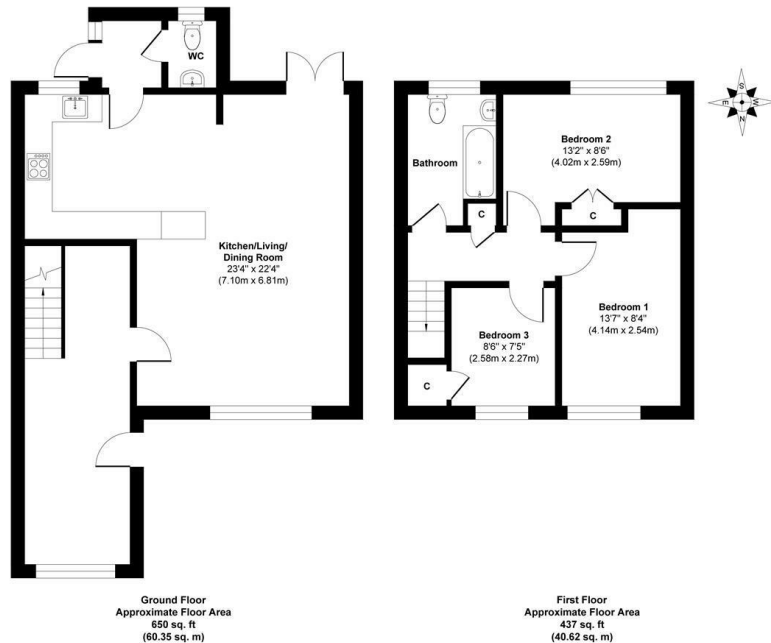 WC
Kitchen/Living/
Dining Room
23'4" x 22'4"
(7.10m x 6.81m)
Ground Floor
Approximate Floor Area
650 sq. ft
(60.35 sq. m)
Bathroom
Bedroom 2
13'2" x 8'6"
(4.02m x 2.59m)
C
C
Bedroom 1
13'7" x 8'4"
(4.14m x 2.54m)
Bedroom 3
8'6" x 7'5"
(2.58m x 2.27m)
C
First Floor
Approximate Floor Area
437 sq. ft
(40.62 sq. m)
S
E
W
N